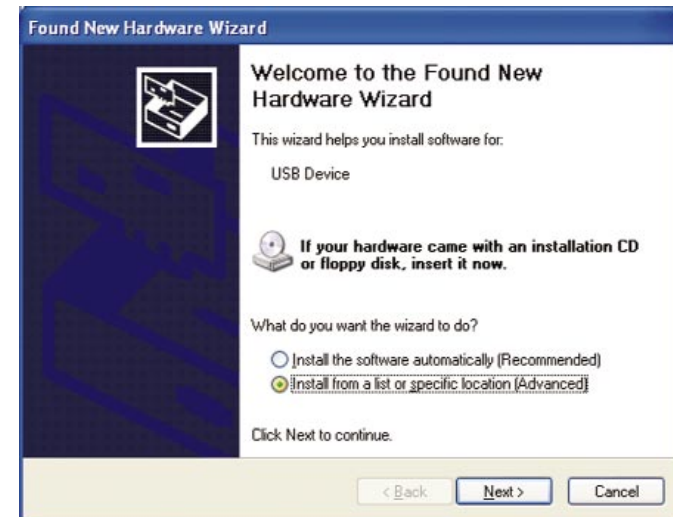 Found New Hardware Wizard
Welcome to the Found New
Hardware Wizard
This wizard helps you install software for:
USB Device
If your hardware came with an installation CD
or floppy disk, insert it now.
What do you want the wizard to do?
Install the software automatically (Recommended)
Install from a list or specific location (Advanced)
Click Next to continue.
< Back Next > Cancel